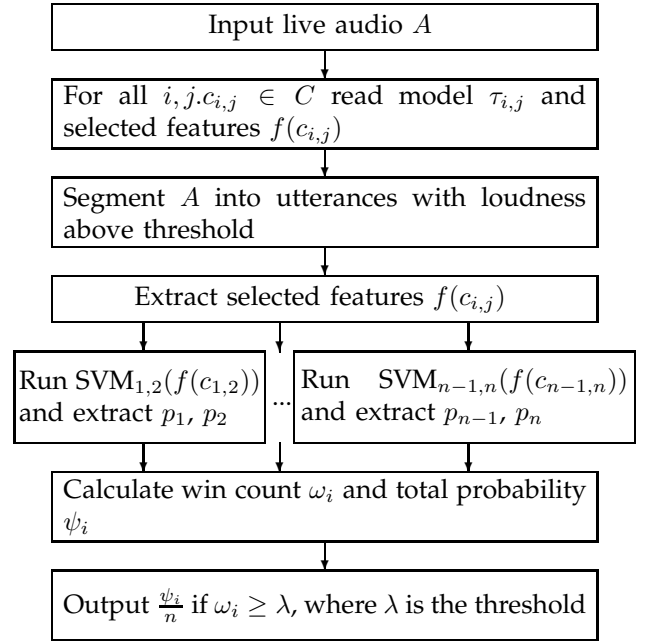 Input live audio A
For all i, j.c_{i,j} ∈ C read model τ_{i,j} and
selected features f(c_{i,j})
Segment A into utterances with loudness
above threshold
Extract selected features f(c_{i,j})
Run SVM_{1,2}(f(c_{1,2}))
and extract p_1, p_2
...
Run SVM_{n−1,n}(f(c_{n−1,n}))
and extract p_{n−1}, p_n
Calculate win count ω_i and total probability
ψ_i
Output \frac{ψ_i}{n} if ω_i ≥ λ, where λ is the threshold